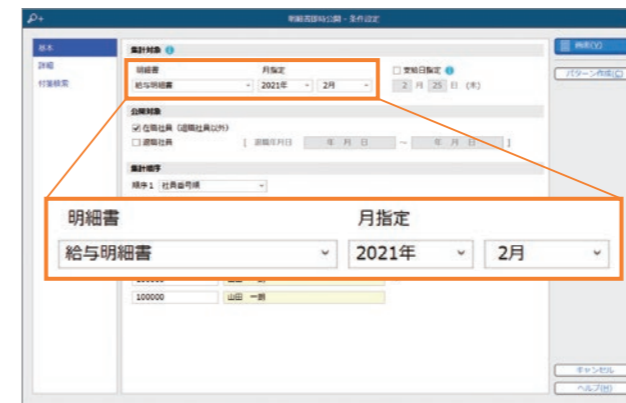 明細書即時公開 - 条件設定
基本
詳細
付箋検索
集計対象
明細書 月指定
給与明細書 2021年 2月
支給日指定
2 月 25 日 (木)
公開対象
在職社員 (退職社員以外)
退職社員 [ 退職年月日 年 月 日 ~ 年 月 日 ]
集計順序
順序1 社員番号順
明細書 月指定
給与明細書 2021年 2月
100000 山田 一朗
画面(V)
パターン作成(C)
キャンセル
ヘルプ(H)